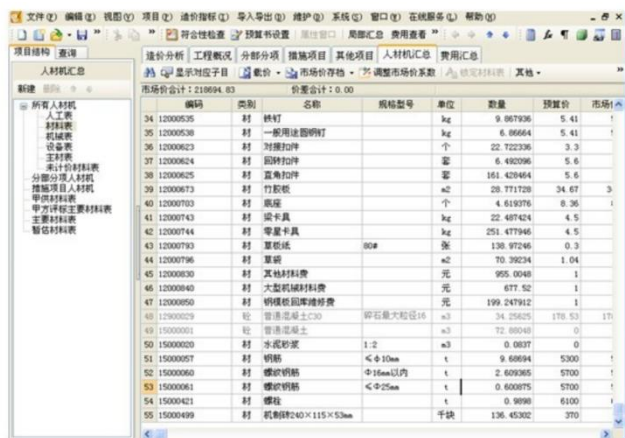 文件(F) 编辑(E) 视图(V) 项目(P) 造价指标(I) 导入导出(D) 维护(D) 系统(S) 窗口(W) 在线服务(L) 帮助(H)
符合性检查 预算书设置 属性窗口 局部汇总 费用查看
项目结构 查询
造价分析 工程概况 分部分项 措施项目 其他项目 人材机汇总 费用汇总
人材机汇总
显示对应子目 载价 市场价存档 调整市场价系数 其他
新建 删除
市场价合计:218694.83 价差合计:0.00
所有人材机
人工表
材料表
机械表
设备表
主材表
未计价材料表
分部分项人材机
措施项目人材机
甲供材料表
甲方评标主要材料表
主要材料表
暂估材料表
编码 类别 名称 规格型号 单位 数量 预算价 市场
34 12000535 材 铁钉 kg 9.867936 5.41
35 12000538 材 一般用途圆钢钉 kg 6.86664 5.41
36 12000623 材 对接扣件 个 22.722336 3.3
37 12000624 材 回转扣件 套 6.492096 5.6
38 12000625 材 直角扣件 套 161.428464 5.6
39 12000673 材 竹胶板 m2 28.771728 34.67
40 12000703 材 底座 个 4.619376 8.36
41 12000743 材 梁卡具 kg 22.487424 4.5
42 12000744 材 零星卡具 kg 251.477946 4.5
43 12000793 材 草板纸 80# 张 138.97246 0.3
44 12000796 材 草袋 m2 70.39234 1.04
45 12000830 材 其他材料费 元 955.0048 1
46 12000840 材 大型机械材料费 元 677.52 1
47 12000850 材 钢模板回库维修费 元 199.247912 1
48 12900029 砼 普通混凝土C30 碎石最大粒径16 m3 34.25625 178.53
49 15000001 砼 普通混凝土 m3 72.88048 0
50 15000020 材 水泥砂浆 1:2 m3 0.0837 0
51 15000057 材 钢筋 ≤φ10mm t 9.68694 5300
52 15000060 材 螺纹钢筋 Φ16mm以内 t 2.609365 5700
53 15000061 材 螺纹钢筋 ≤Φ25mm t 0.600875 5700
54 15000421 材 螺栓 t 0.9898 6100
55 15000499 材 机制砖240×115×53mm 千块 136.45302 370